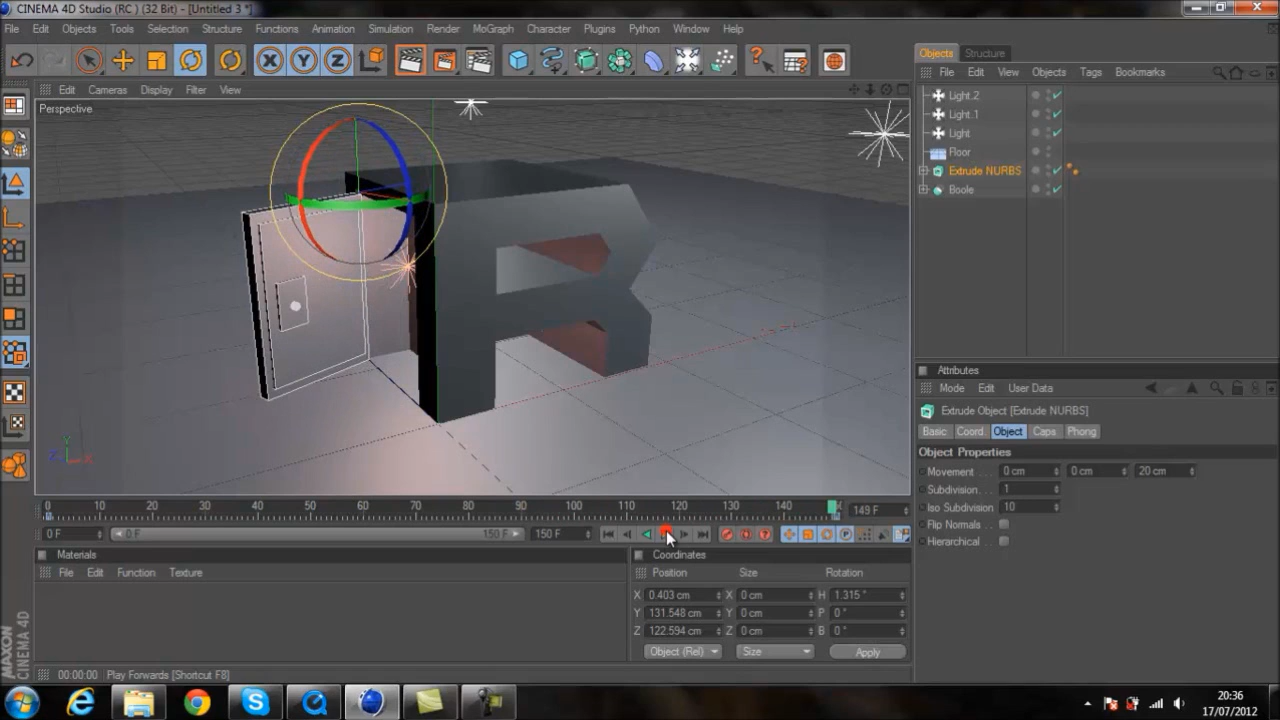 CINEMA 4D Studio (RC ) (32 Bit) - [Untitled 3 *]
File Edit Objects Tools Selection Structure Functions Animation Simulation Render MoGraph Character Plugins Python Window Help
X Y Z
Edit Cameras Display Filter View
Perspective
Y
Z X
0 10 20 30 40 50 60 70 80 90 100 110 120 130 140 149 F
0 F 0 F 150 F 150 F
Materials
File Edit Function Texture
Coordinates
Position Size Rotation
X 0.403 cm X 0 cm H 1.315 °
Y 131.548 cm Y 0 cm P 0 °
Z 122.594 cm Z 0 cm B 0 °
Object (Rel) Size Apply
Objects Structure
File Edit View Objects Tags Bookmarks
Light.2
Light.1
Light
Floor
Extrude NURBS
Boole
Attributes
Mode Edit User Data
Extrude Object [Extrude NURBS]
Basic Coord. Object Caps Phong
Object Properties
Movement 0 cm 0 cm 20 cm
Subdivision. . . 1
Iso Subdivision 10
Flip Normals
Hierarchical
MAXON
CINEMA 4D
00:00:00 Play Forwards [Shortcut F8]
20:36
17/07/2012